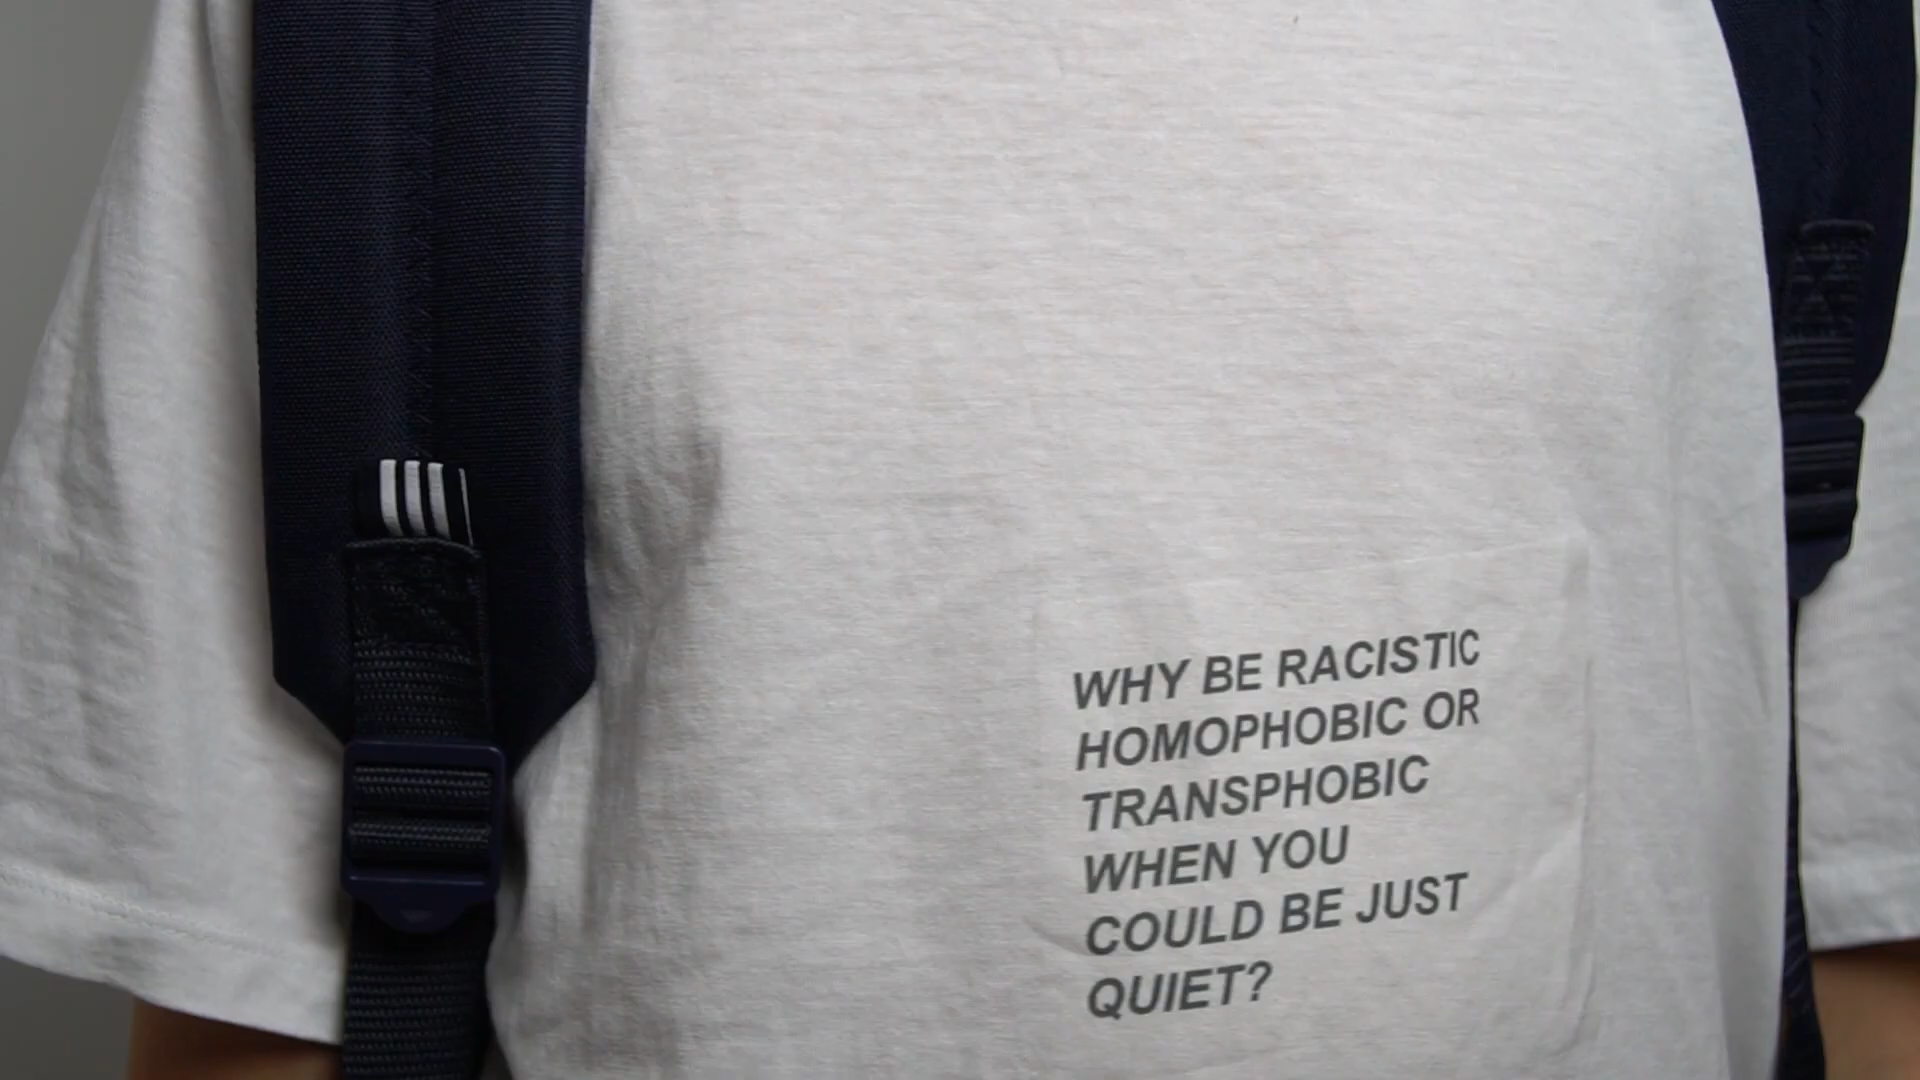 WHY BE RACISTIC
HOMOPHOBIC OR
TRANSPHOBIC
WHEN YOU
COULD BE JUST
QUIET?